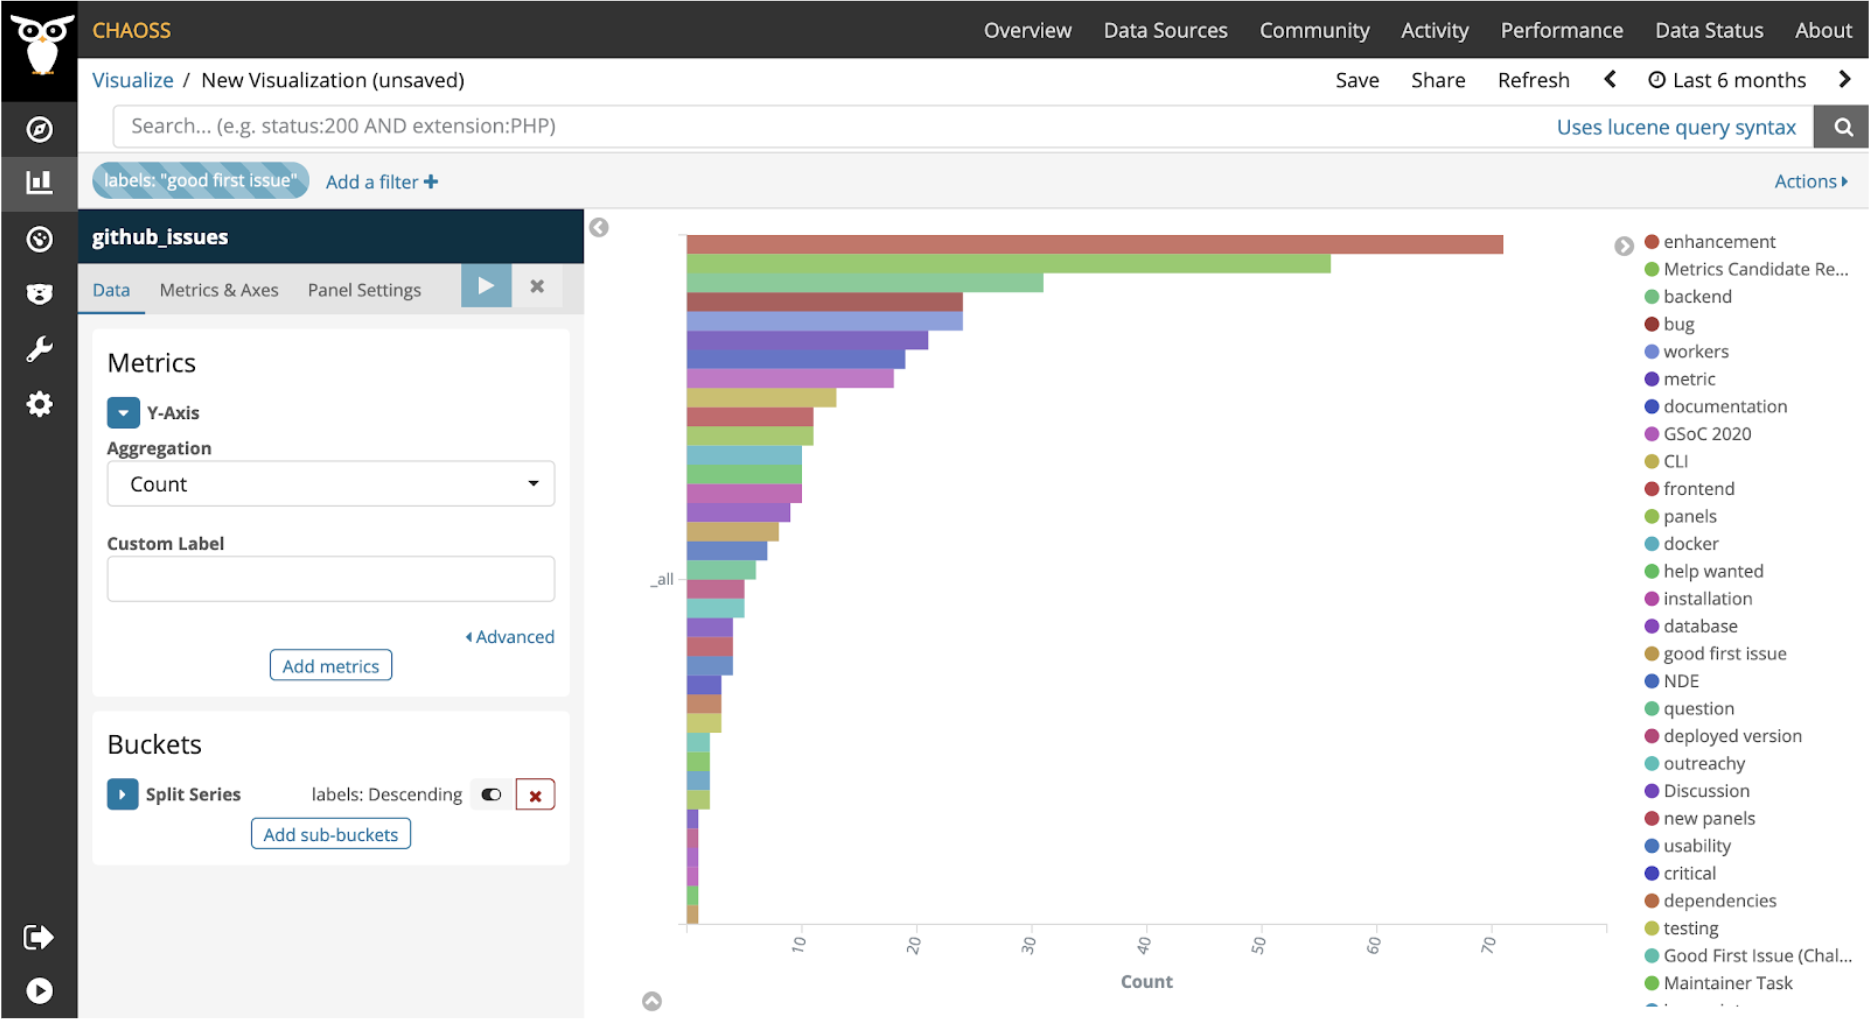 CHAOSS
Overview Data Sources Community Activity Performance Data Status About
Visualize / New Visualization (unsaved)
Save Share Refresh Last 6 months
Search... (e.g. status:200 AND extension:PHP)
Uses lucene query syntax
labels: "good first issue"
Add a filter
Actions
github_issues
Data Metrics & Axes Panel Settings
Metrics
Y-Axis
Aggregation
Count
Custom Label
Advanced
Add metrics
Buckets
Split Series labels: Descending
Add sub-buckets
_all
10 20 30 40 50 60 70
Count
enhancement
Metrics Candidate Re...
backend
bug
workers
metric
documentation
GSoC 2020
CLI
frontend
panels
docker
help wanted
installation
database
good first issue
NDE
question
deployed version
outreachy
Discussion
new panels
usability
critical
dependencies
testing
Good First Issue (Chal...
Maintainer Task